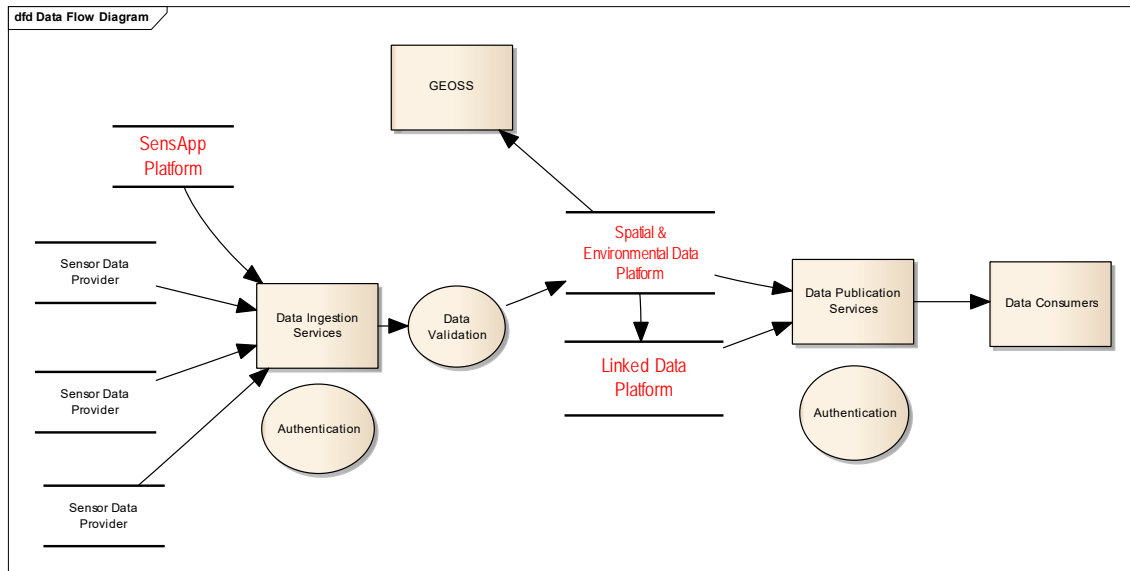 dfd Data Flow Diagram
GEOSS
SensApp
Platform
Sensor Data
Provider
Spatial &
Environmental Data
Platform
Data Ingestion
Services
Data
Validation
Data Publication
Services
Data Consumers
Linked Data
Platform
Sensor Data
Provider
Authentication
Authentication
Sensor Data
Provider